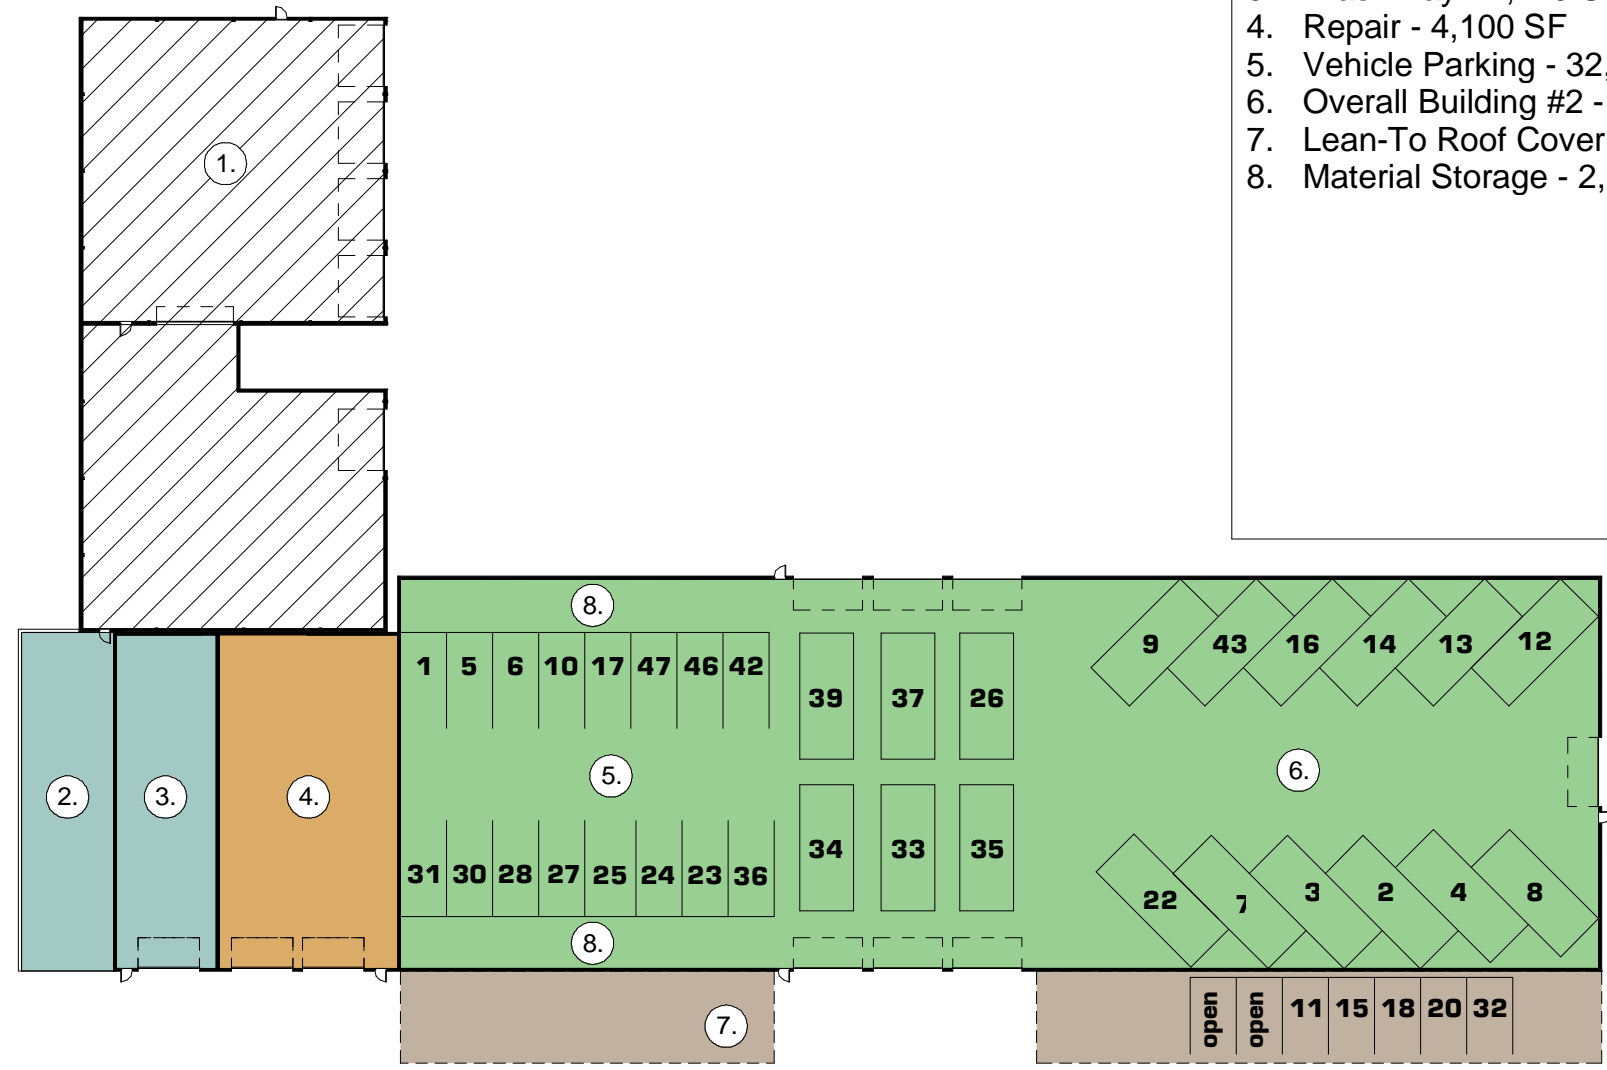 4. Repair - 4,100 SF
5. Vehicle Parking - 32,
6. Overall Building #2 -
7. Lean-To Roof Cover
8. Material Storage - 2,
1.
8.
1 5 6 10 17 47 46 42
39 37 26
9 43 16 14 13 12
2. 3. 4. 5. 6.
31 30 28 27 25 24 23 36
34 33 35
22 7 3 2 4 8
8.
7.
open open 11 15 18 20 32